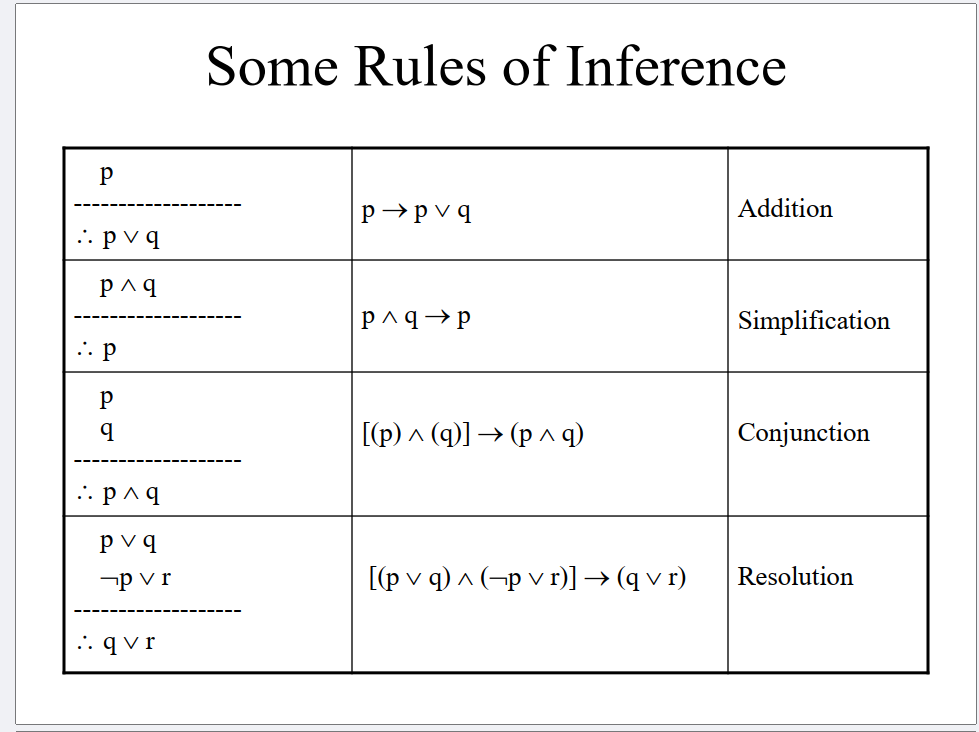 Some Rules of Inference
p
-------------------
∴ p ∨ q
p → p ∨ q
Addition
p ∧ q
-------------------
∴ p
p ∧ q → p
Simplification
p
q
-------------------
∴ p ∧ q
[(p) ∧ (q)] → (p ∧ q)
Conjunction
p ∨ q
¬p ∨ r
-------------------
∴ q ∨ r
[(p ∨ q) ∧ (¬p ∨ r)] → (q ∨ r)
Resolution